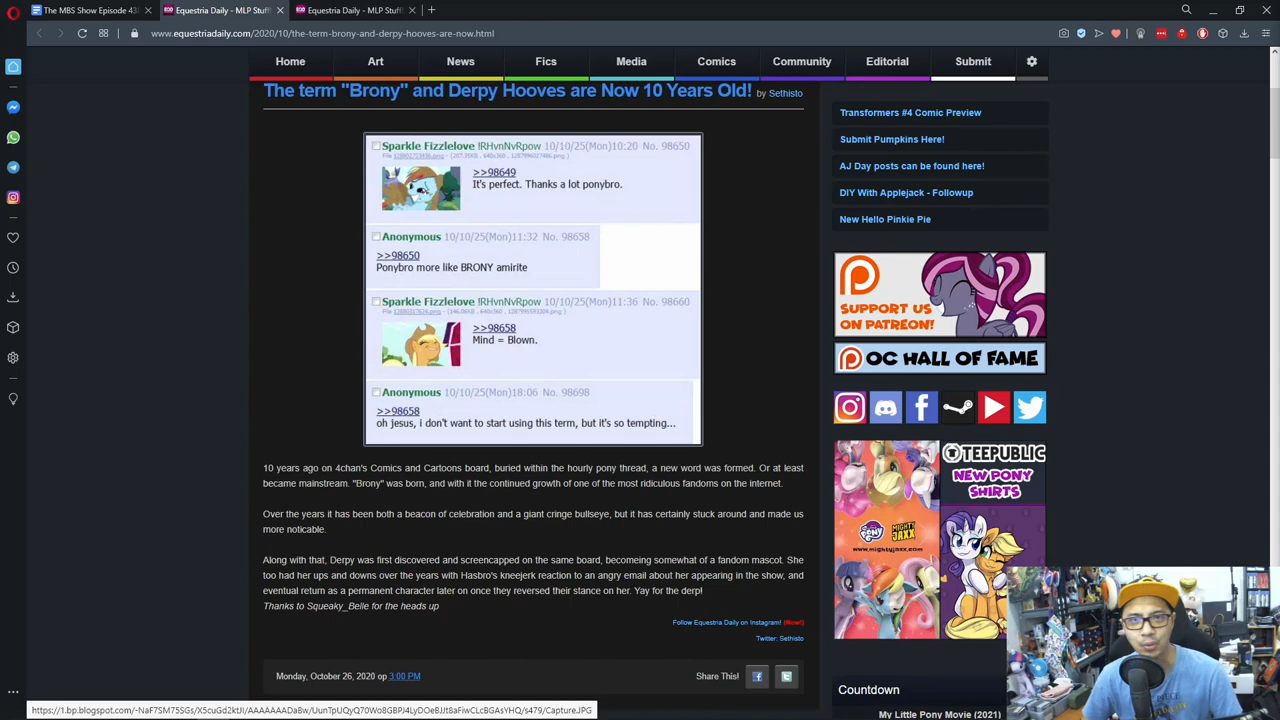 The MBS Show Episode 43
Equestria Daily - MLP Stuff
Equestria Daily - MLP Stuff
www.equestriadaily.com/2020/10/the-term-brony-and-derpy-hooves-are-now.html
Home Art News Fics Media Comics Community Editorial Submit
The term "Brony" and Derpy Hooves are Now 10 Years Old! by Sethisto
Sparkle Fizzlelove !RHvnNvRpow 10/10/25(Mon)10:20 No. 98650
>>98649
It's perfect. Thanks a lot ponybro.
Anonymous 10/10/25(Mon)11:32 No. 98658
>>98650
Ponybro more like BRONY amirite
Sparkle Fizzlelove !RHvnNvRpow 10/10/25(Mon)11:36 No. 98660
>>98658
Mind = Blown.
Anonymous 10/10/25(Mon)18:06 No. 98698
>>98658
oh jesus, i don't want to start using this term, but it's so tempting...
10 years ago on 4chan's Comics and Cartoons board, buried within the hourly pony thread, a new word was formed. Or at least
became mainstream. "Brony" was born, and with it the continued growth of one of the most ridiculous fandoms on the internet.
Over the years it has been both a beacon of celebration and a giant cringe bullseye, but it has certainly stuck around and made us
more noticable.
Along with that, Derpy was first discovered and screencapped on the same board, becomeing somewhat of a fandom mascot. She
too had her ups and downs over the years with Hasbro's kneejerk reaction to an angry email about her appearing in the show, and
eventual return as a permanent character later on once they reversed their stance on her. Yay for the derp!
Thanks to Squeaky_Belle for the heads up
Follow Equestria Daily on Instagram! (Now!)
Twitter: Sethisto
Monday, October 26, 2020 op 3:00 PM
Share This!
Transformers #4 Comic Preview
Submit Pumpkins Here!
AJ Day posts can be found here!
DIY With Applejack - Followup
New Hello Pinkie Pie
SUPPORT US
ON PATREON!
OC HALL OF FAME
MIGHTY
JAXX
www.mightyjaxx.com
TEEPUBLIC
NEW PONY
SHIRTS
Countdown
My Little Pony Movie (2021)